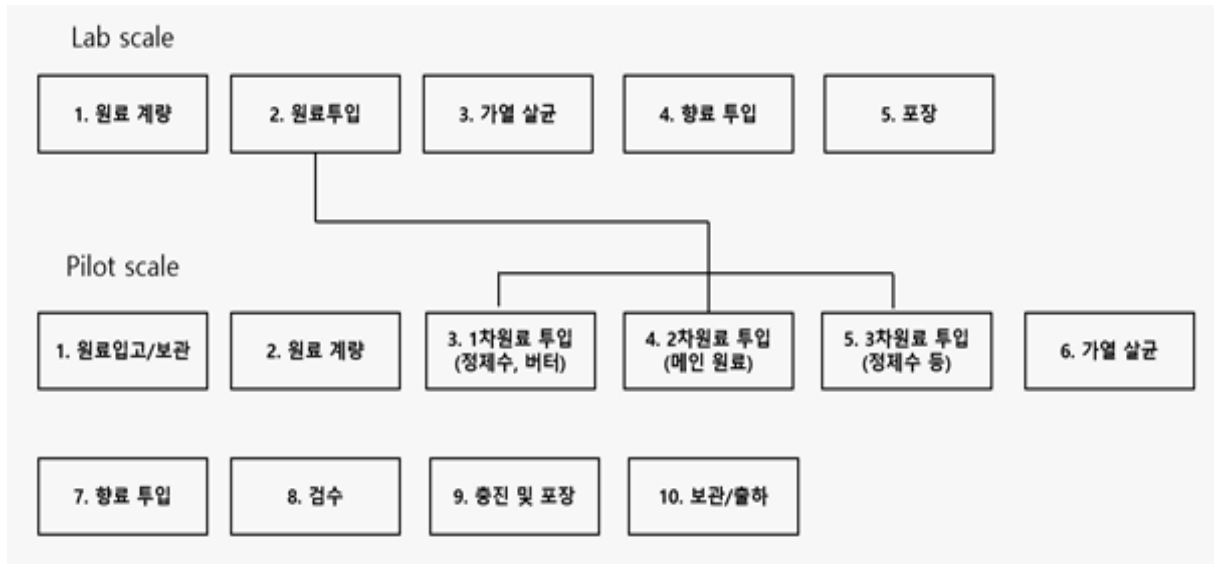 Lab scale
1. 원료 계량
2. 원료투입
3. 가열 살균
4. 향료 투입
5. 포장
Pilot scale
1. 원료입고/보관
2. 원료 계량
3. 1차원료 투입
(정제수, 버터)
4. 2차원료 투입
(메인 원료)
5. 3차원료 투입
(정제수 등)
6. 가열 살균
7. 향료 투입
8. 검수
9. 충진 및 포장
10. 보관/출하